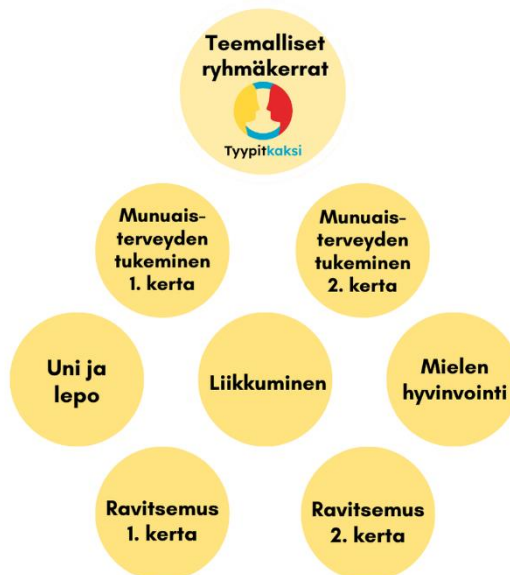 Teemalliset
ryhmäkerrat
Tyypitkaksi
Munuais-
terveyden
tukeminen
1. kerta
Munuais-
terveyden
tukeminen
2. kerta
Uni ja
lepo
Liikkuminen
Mielen
hyvinvointi
Ravitsemus
1. kerta
Ravitsemus
2. kerta